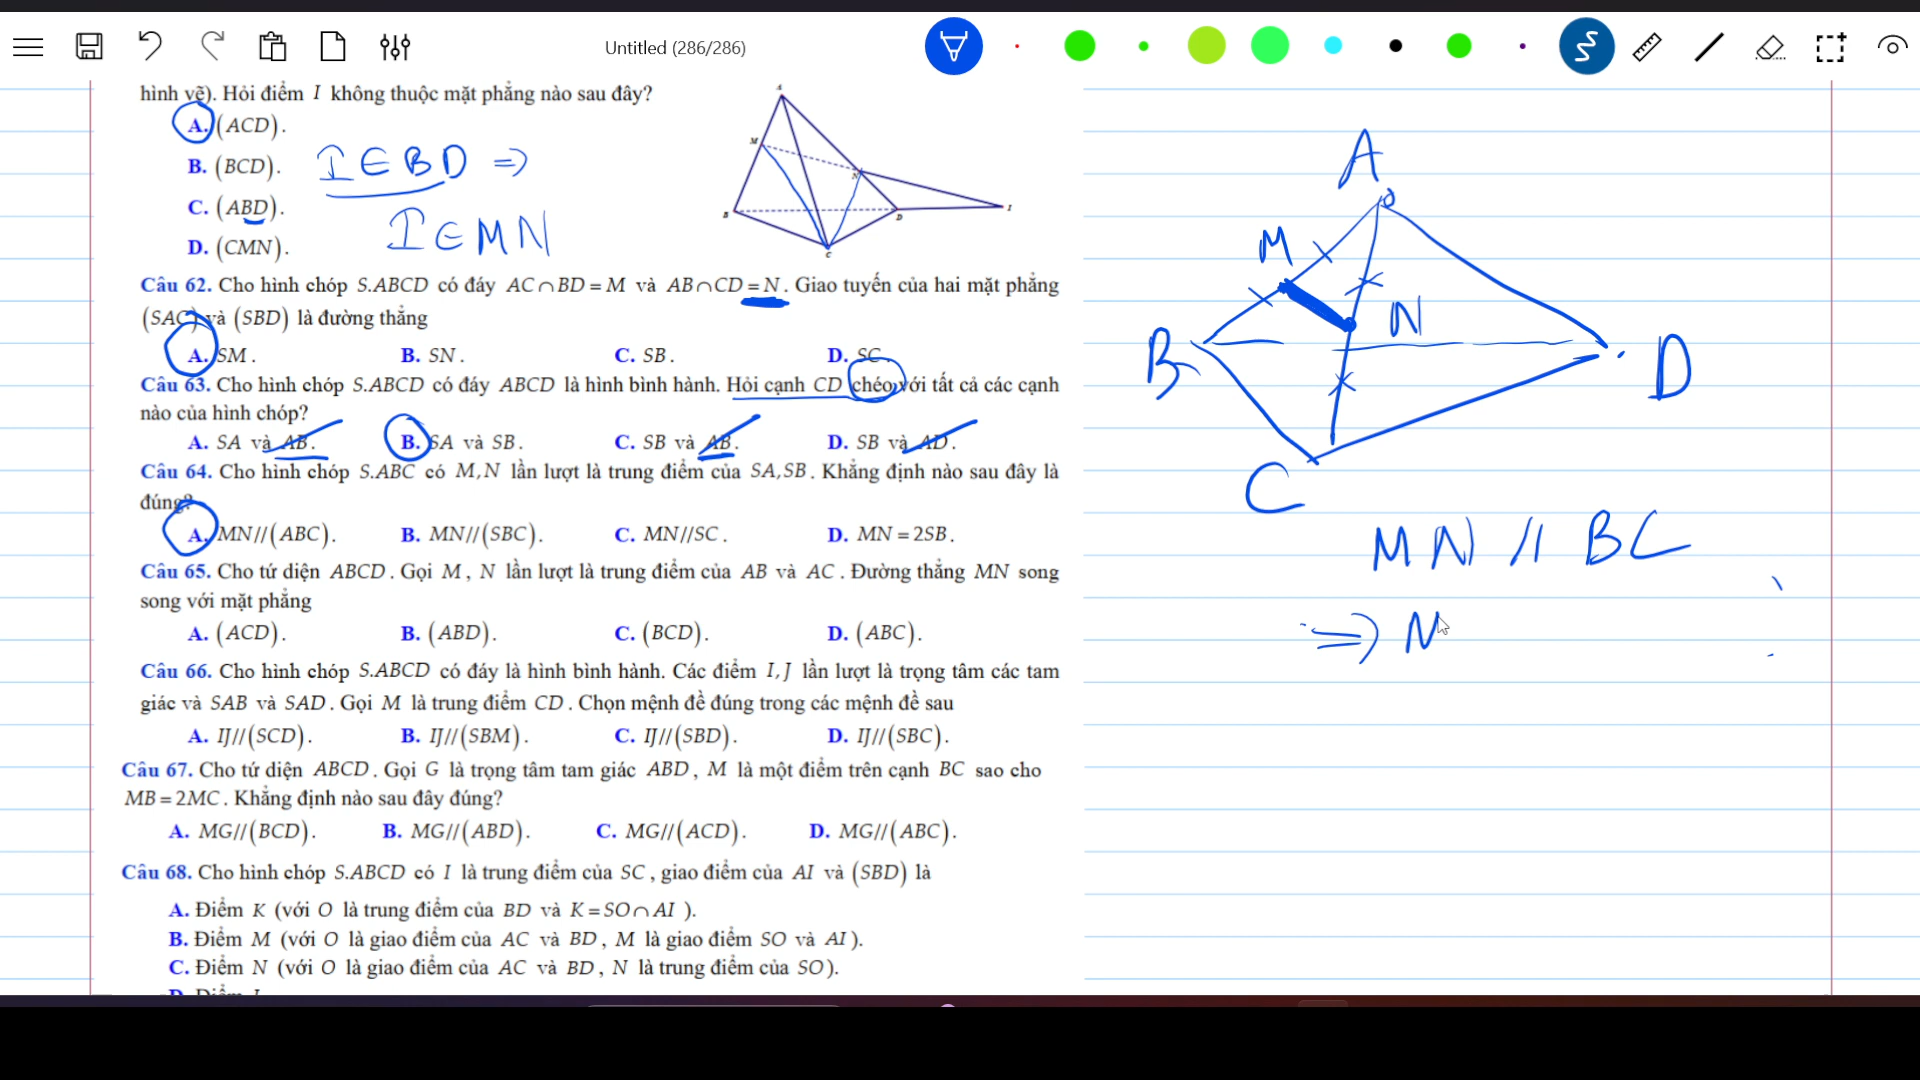 Untitled (286/286)
hình vẽ). Hỏi điểm I không thuộc mặt phẳng nào sau đây?
A. (ACD).
B. (BCD).
C. (ABD).
D. (CMN).
I ∈ BD ⇒
I ∈ MN
A
M
N
B
D
I
C
Câu 62. Cho hình chóp S.ABCD có đáy AC∩BD = M và AB∩CD = N. Giao tuyến của hai mặt phẳng
(SAC) và (SBD) là đường thẳng
A. SM. B. SN. C. SB. D. SC.
Câu 63. Cho hình chóp S.ABCD có đáy ABCD là hình bình hành. Hỏi cạnh CD chéo với tất cả các cạnh
nào của hình chóp?
A. SA và AB. B. SA và SB. C. SB và AB. D. SB và AD.
Câu 64. Cho hình chóp S.ABC có M,N lần lượt là trung điểm của SA,SB. Khẳng định nào sau đây là
đúng?
A. MN//(ABC). B. MN//(SBC). C. MN//SC. D. MN = 2SB.
Câu 65. Cho tứ diện ABCD. Gọi M, N lần lượt là trung điểm của AB và AC. Đường thẳng MN song
song với mặt phẳng
A. (ACD). B. (ABD). C. (BCD). D. (ABC).
Câu 66. Cho hình chóp S.ABCD có đáy là hình bình hành. Các điểm I,J lần lượt là trọng tâm các tam
giác và SAB và SAD. Gọi M là trung điểm CD. Chọn mệnh đề đúng trong các mệnh đề sau
A. IJ//(SCD). B. IJ//(SBM). C. IJ//(SBD). D. IJ//(SBC).
Câu 67. Cho tứ diện ABCD. Gọi G là trọng tâm tam giác ABD, M là một điểm trên cạnh BC sao cho
MB = 2MC. Khẳng định nào sau đây đúng?
A. MG//(BCD). B. MG//(ABD). C. MG//(ACD). D. MG//(ABC).
Câu 68. Cho hình chóp S.ABCD có I là trung điểm của SC, giao điểm của AI và (SBD) là
A. Điểm K (với O là trung điểm của BD và K = SO∩AI ).
B. Điểm M (với O là giao điểm của AC và BD, M là giao điểm SO và AI).
C. Điểm N (với O là giao điểm của AC và BD, N là trung điểm của SO).
D. Điểm I
A
M
N
B
D
C
MN // BC
⇒ N